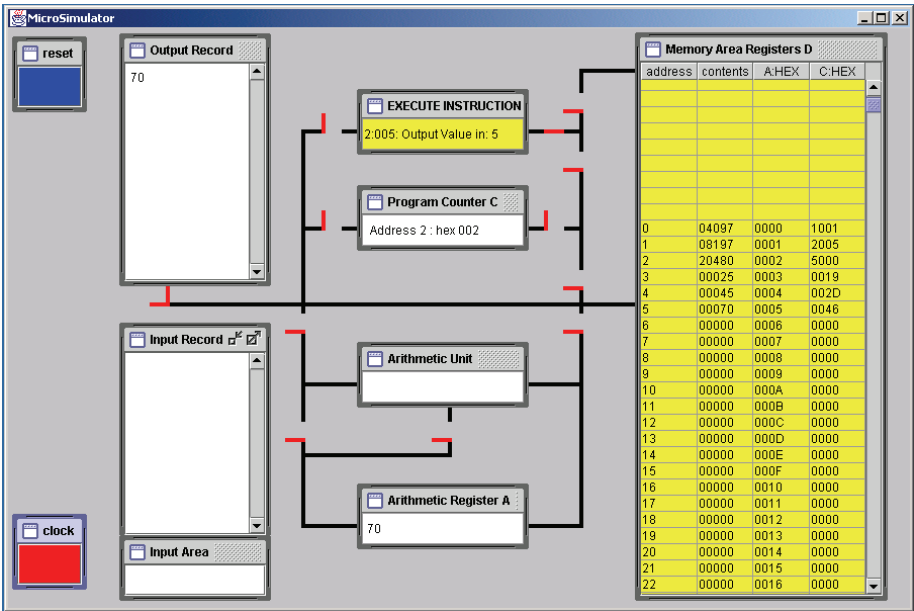 MicroSimulator
reset
Output Record
70
EXECUTE INSTRUCTION
2:005: Output Value in: 5
Program Counter C
Address 2 : hex 002
Input Record
Arithmetic Unit
Arithmetic Register A
70
clock
Input Area
Memory Area Registers D
address contents A:HEX C:HEX
0 04097 0000 1001
1 08197 0001 2005
2 20480 0002 5000
3 00025 0003 0019
4 00045 0004 002D
5 00070 0005 0046
6 00000 0006 0000
7 00000 0007 0000
8 00000 0008 0000
9 00000 0009 0000
10 00000 000A 0000
11 00000 000B 0000
12 00000 000C 0000
13 00000 000D 0000
14 00000 000E 0000
15 00000 000F 0000
16 00000 0010 0000
17 00000 0011 0000
18 00000 0012 0000
19 00000 0013 0000
20 00000 0014 0000
21 00000 0015 0000
22 00000 0016 0000